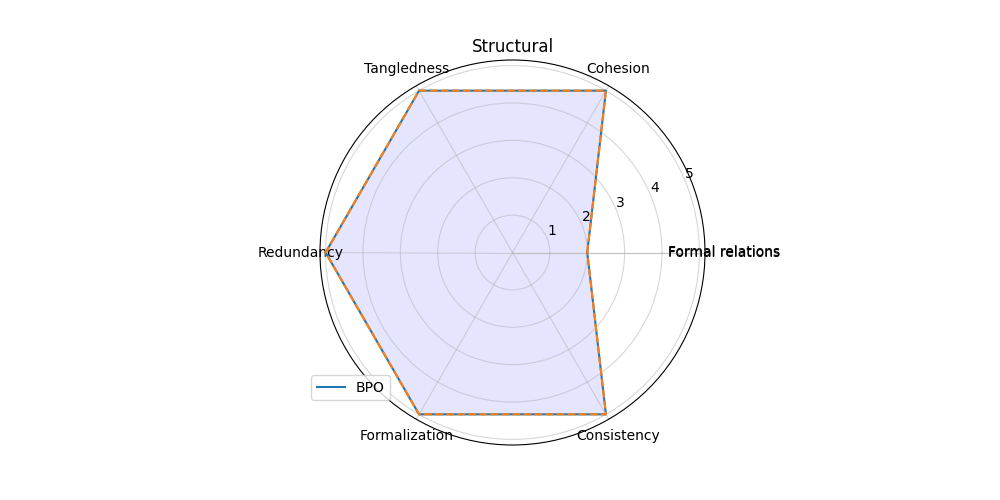 Structural
Tangledness
Cohesion
5
4
3
2
1
Redundancy
Formal relations
BPO
Formalization
Consistency